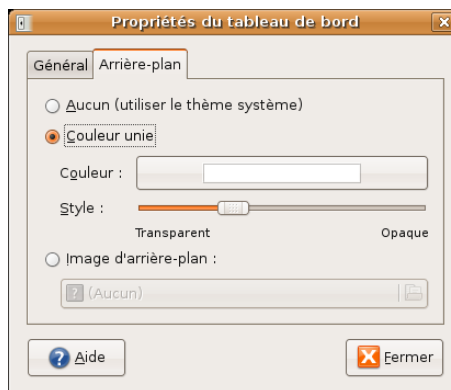 Propriétés du tableau de bord
Général
Arrière-plan
Aucun (utiliser le thème système)
Couleur unie
Couleur :
Style :
Transparent
Opaque
Image d'arrière-plan :
(Aucun)
Aide
Fermer